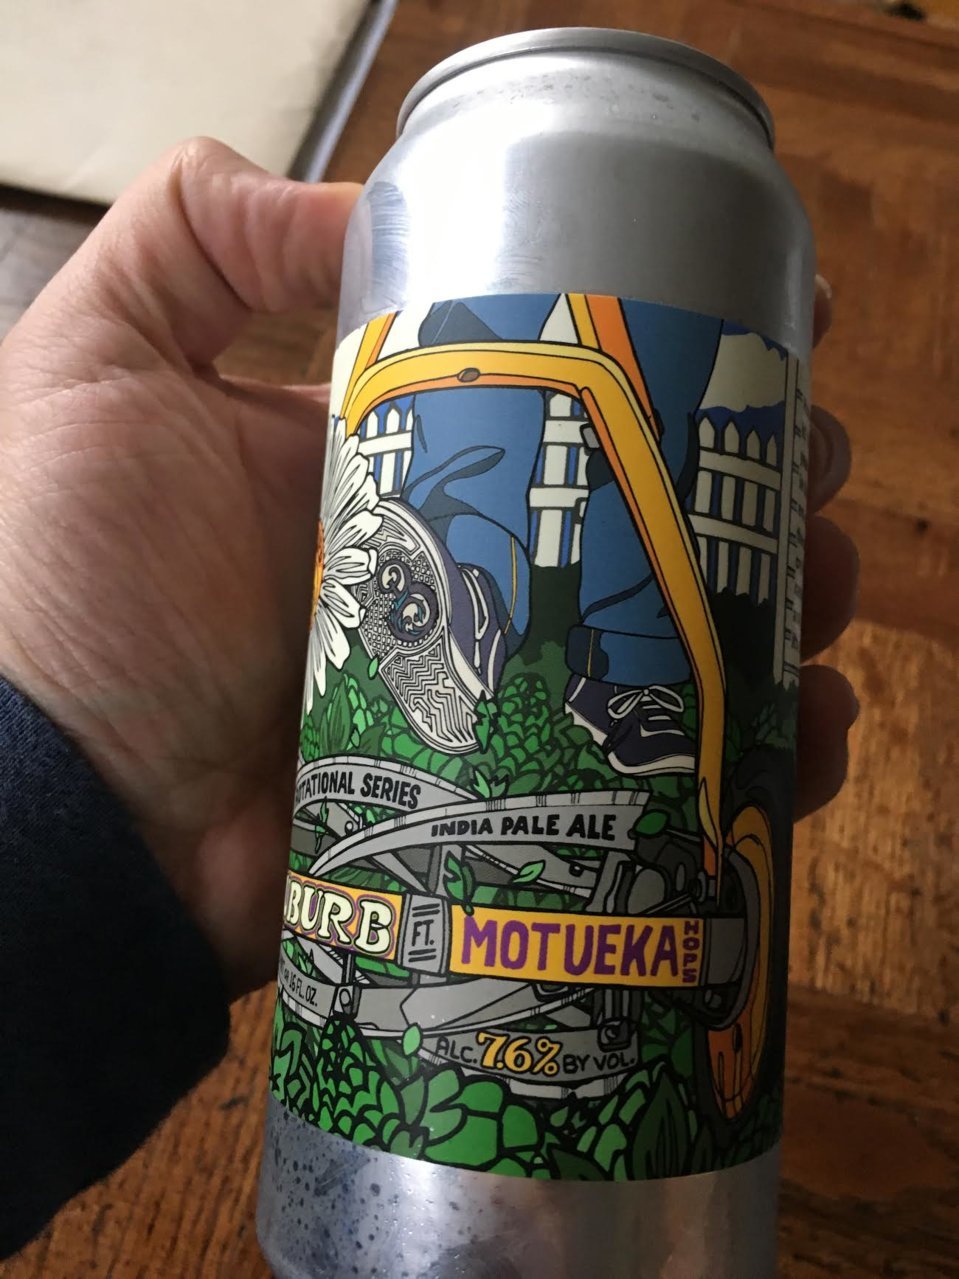 ROTATIONAL SERIES
INDIA PALE ALE
BURB FT. MOTUEKA HOPS
16 FL. OZ.
ALC. 7.6% BY VOL.